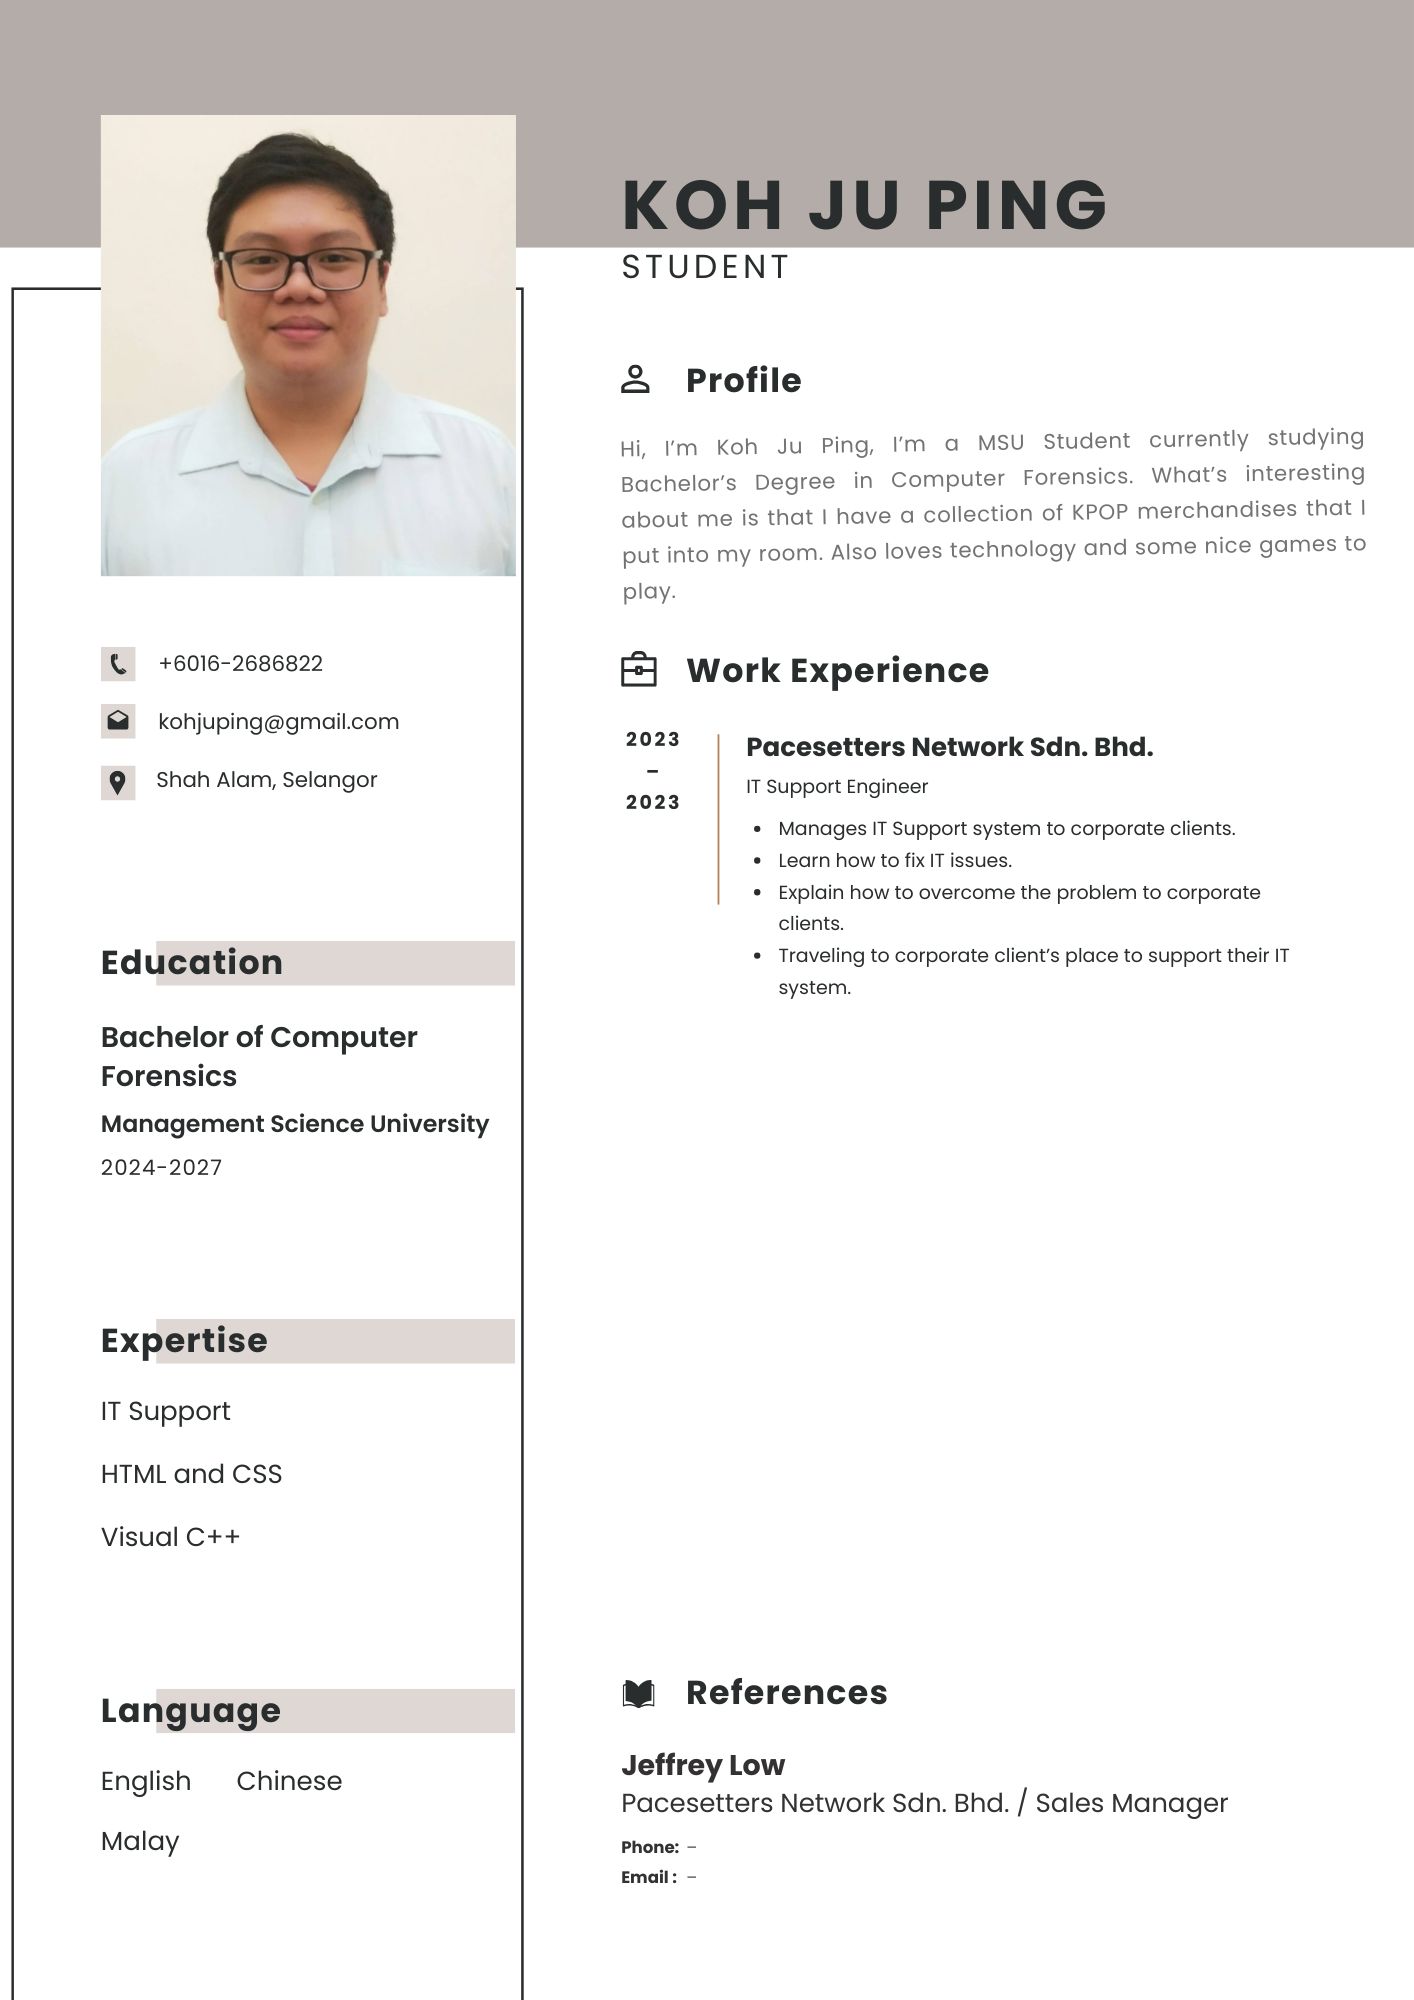 KOH JU PING
STUDENT
+6016-2686822
kohjuping@gmail.com
Shah Alam, Selangor
Education
Bachelor of Computer
Forensics
Management Science University
2024-2027
Expertise
IT Support
HTML and CSS
Visual C++
Language
English Chinese
Malay
Profile
Hi, I’m Koh Ju Ping, I’m a MSU Student currently studying
Bachelor’s Degree in Computer Forensics. What’s interesting
about me is that I have a collection of KPOP merchandises that I
put into my room. Also loves technology and some nice games to
play.
Work Experience
2023
–
2023
Pacesetters Network Sdn. Bhd.
IT Support Engineer
• Manages IT Support system to corporate clients.
• Learn how to fix IT issues.
• Explain how to overcome the problem to corporate
clients.
• Traveling to corporate client’s place to support their IT
system.
References
Jeffrey Low
Pacesetters Network Sdn. Bhd. / Sales Manager
Phone: –
Email : –